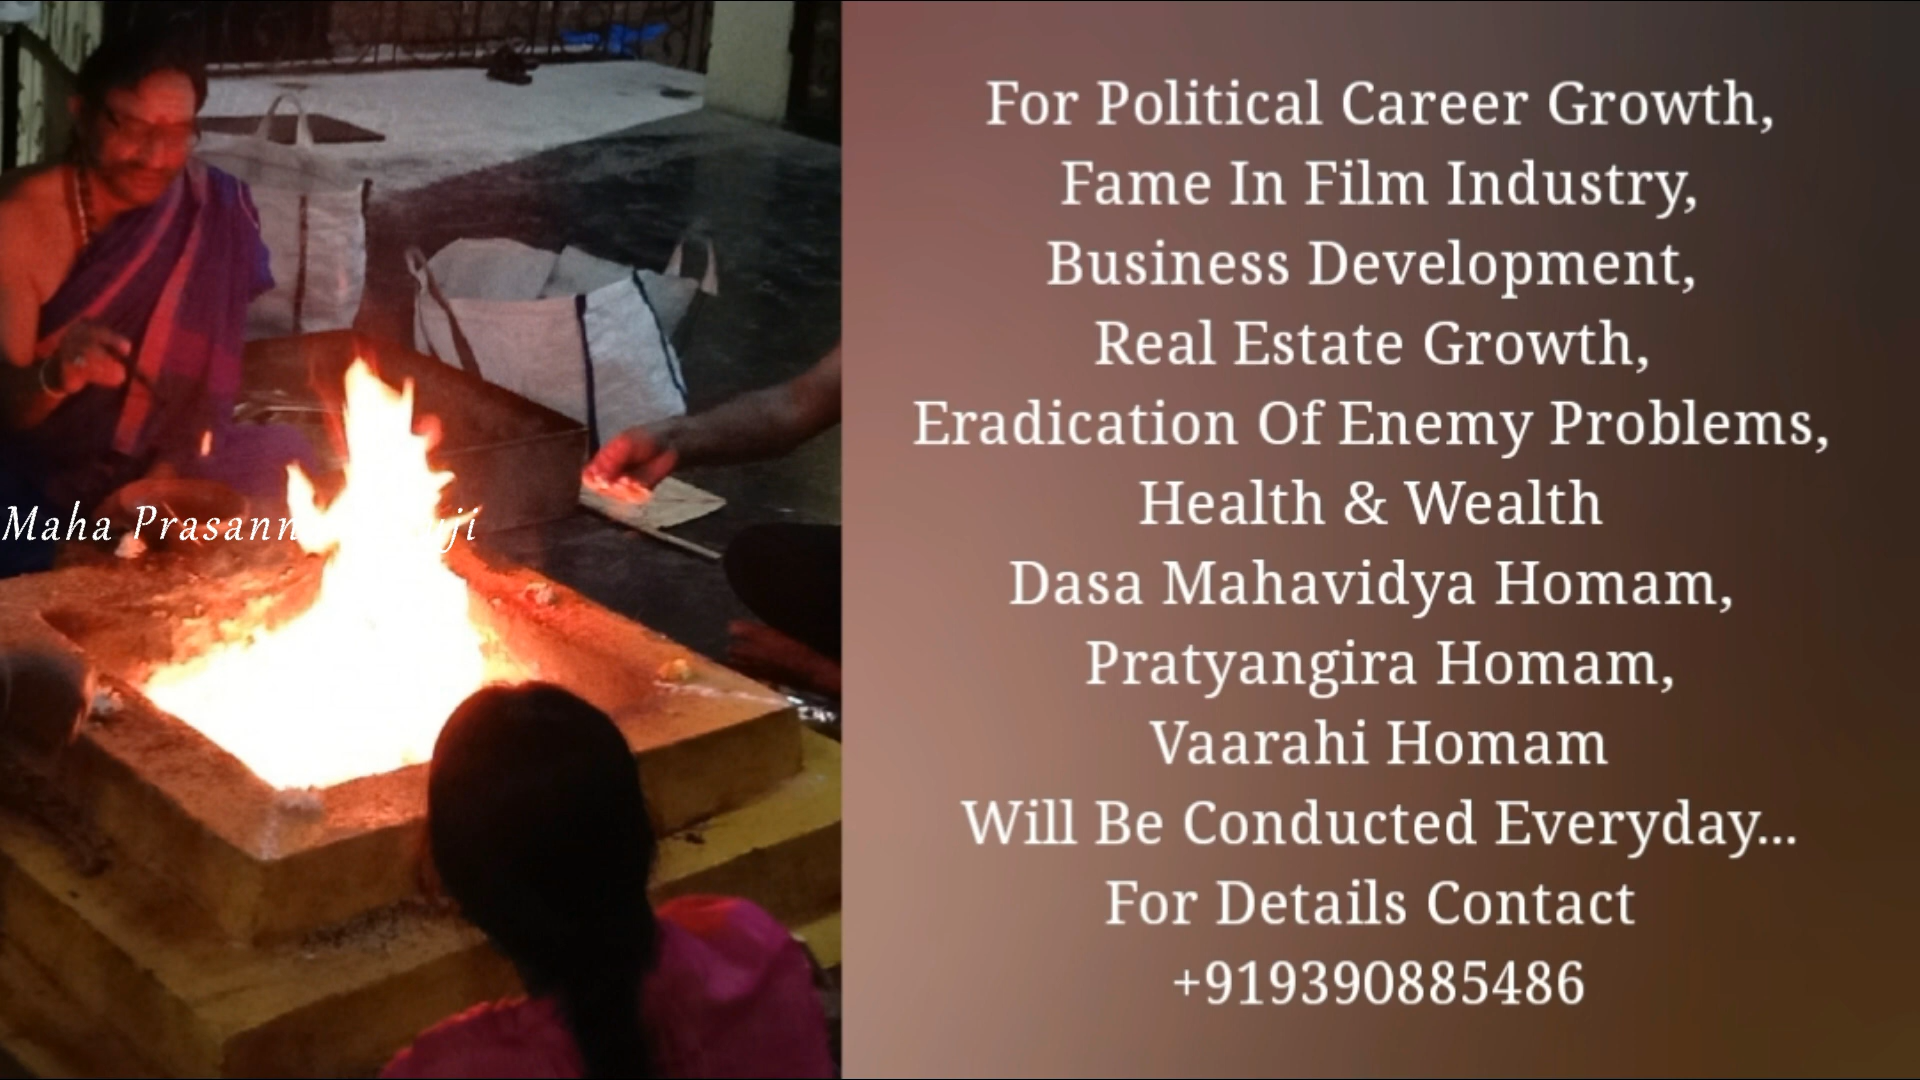 Maha
For Political Career Growth,
Fame In Film Industry,
Business Development,
Real Estate Growth,
Eradication Of Enemy Problems,
Health & Wealth
Dasa Mahavidya Homam,
Pratyangira Homam,
Vaarahi Homam
Will Be Conducted Everyday...
For Details Contact
+919390885486